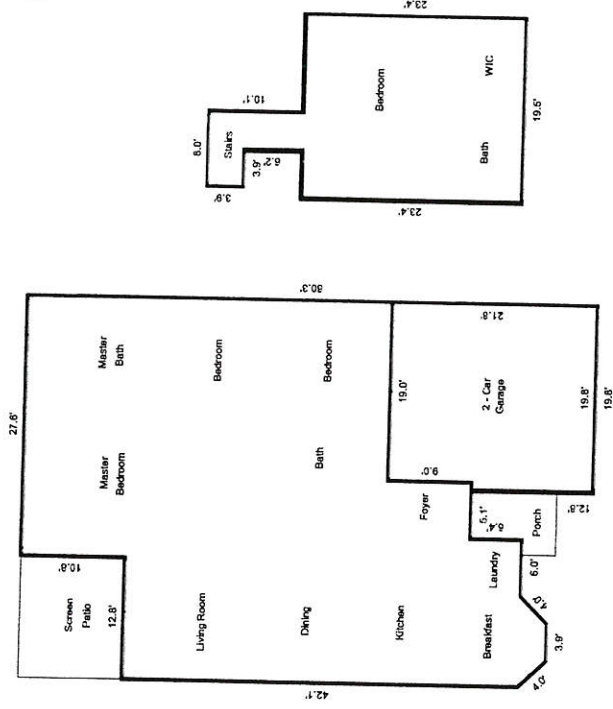 27.6'
Screen
Patio
10.8'
12.8'
Master
Bedroom
Master
Bath
Living Room
Bedroom
60.3'
Dining
Bath
Bedroom
Kitchen
42.1'
Foyer
9.0'
19.0'
2 - Car
Garage
21.8'
19.8'
19.8'
Breakfast
Laundry
5.1'
5.4'
Porch
12.8'
6.0'
4.0'
3.9'
4.0'
8.0'
Stairs
3.9'
3.9'
6.2'
10.1'
23.4'
Bedroom
Bath
WIC
23.4'
19.5'